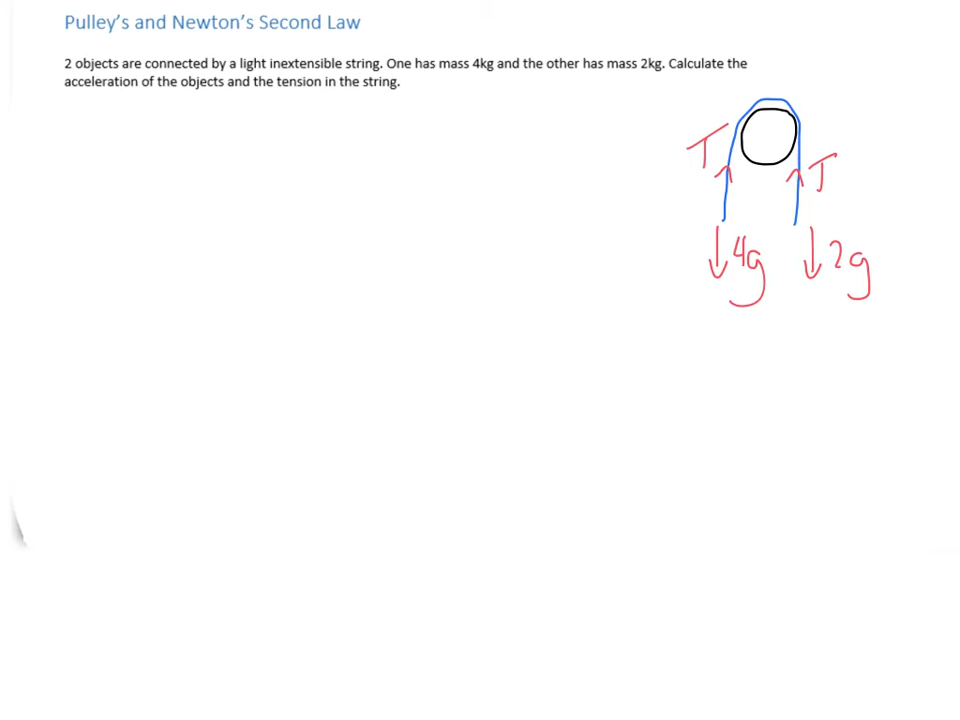 Pulley's and Newton's Second Law
2 objects are connected by a light inextensible string. One has mass 4kg and the other has mass 2kg. Calculate the
acceleration of the objects and the tension in the string.
T T
4g 2g